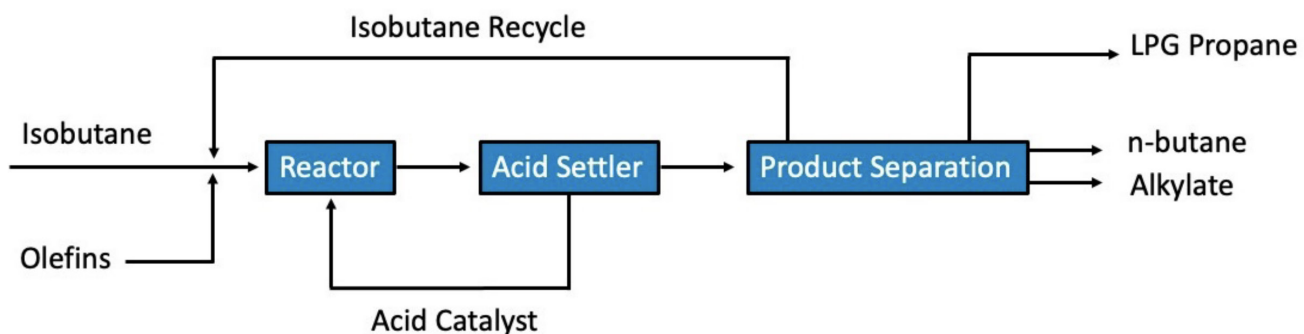 Isobutane Recycle
LPG Propane
Isobutane
n-butane
Reactor
Acid Settler
Product Separation
Alkylate
Olefins
Acid Catalyst